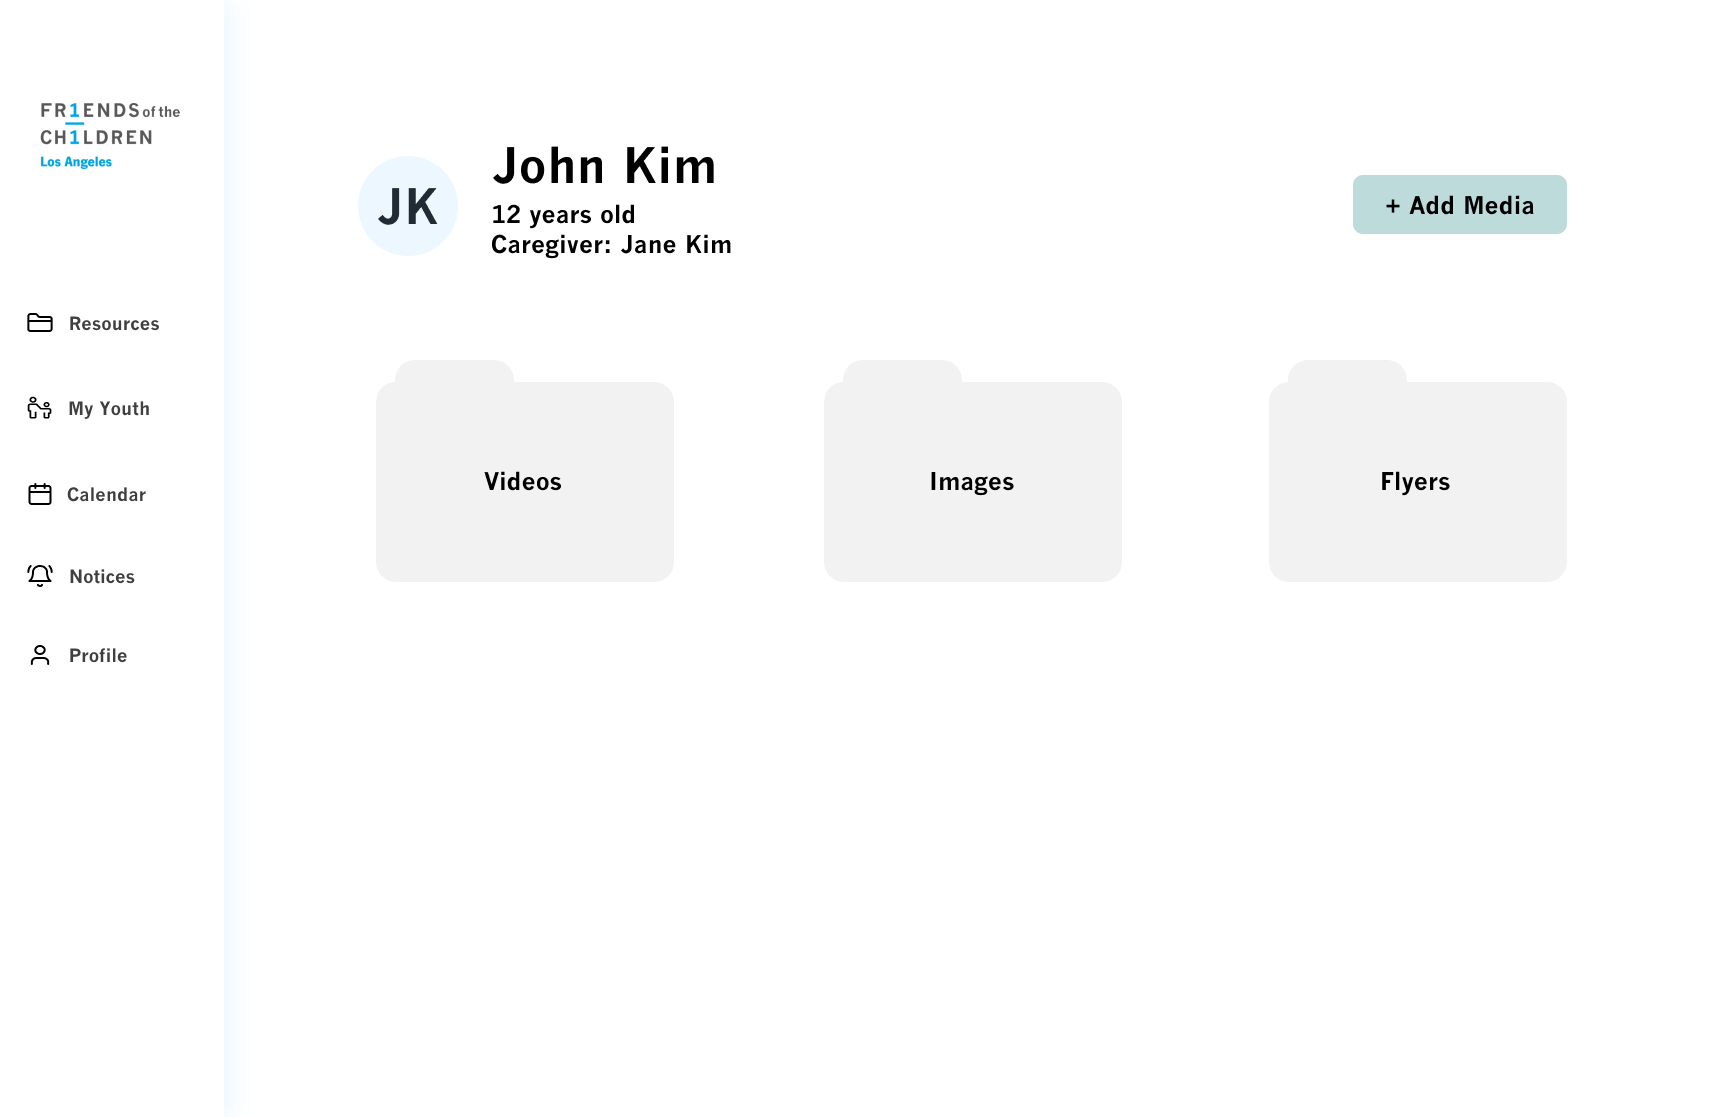 FR1ENDS of the
CH1LDREN
Los Angeles
Resources
My Youth
Calendar
Notices
Profile
JK
John Kim
12 years old
Caregiver: Jane Kim
+ Add Media
Videos
Images
Flyers